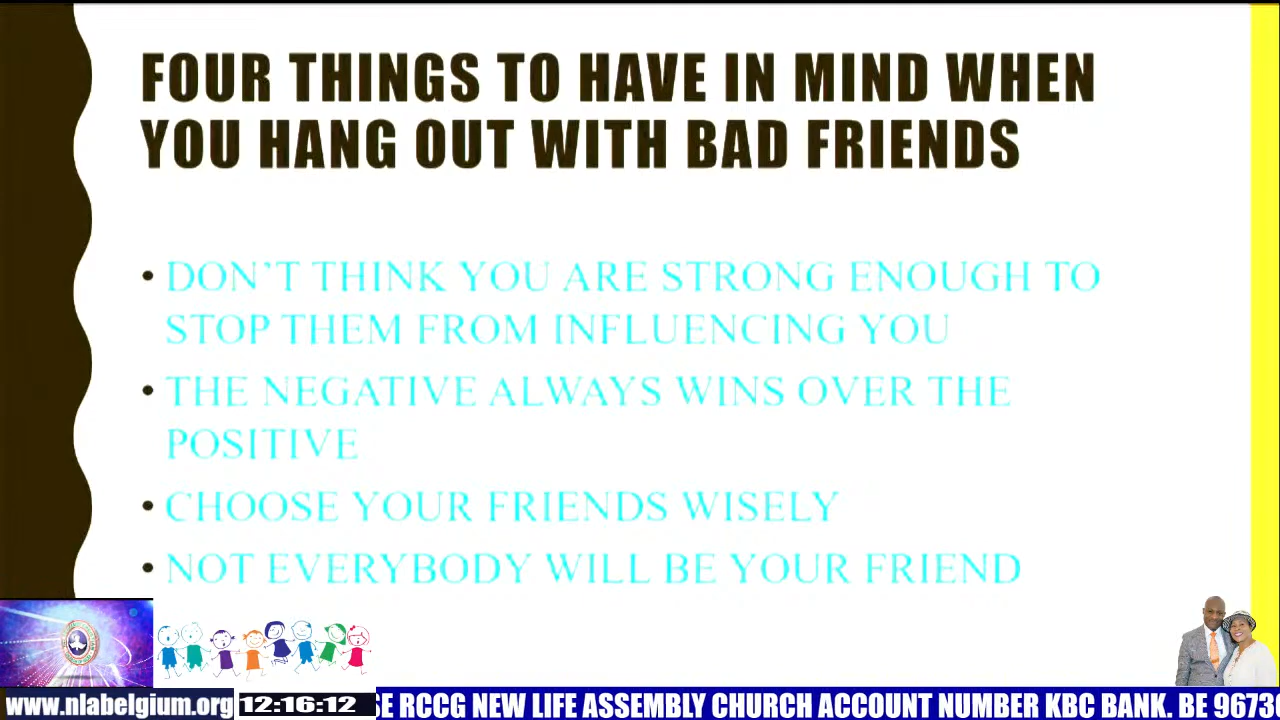 FOUR THINGS TO HAVE IN MIND WHEN
YOU HANG OUT WITH BAD FRIENDS
• DON'T THINK YOU ARE STRONG ENOUGH TO
STOP THEM FROM INFLUENCING YOU
• THE NEGATIVE ALWAYS WINS OVER THE
POSITIVE
• CHOOSE YOUR FRIENDS WISELY
• NOT EVERYBODY WILL BE YOUR FRIEND
www.nlabelgium.org 12:16:12 SE RCCG NEW LIFE ASSEMBLY CHURCH ACCOUNT NUMBER KBC BANK. BE 9673